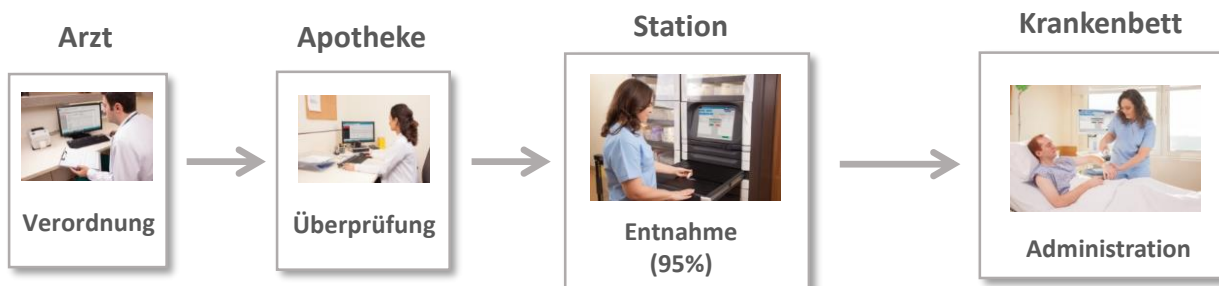 Arzt
Verordnung
Apotheke
Überprüfung
Station
Entnahme
(95%)
Krankenbett
Administration